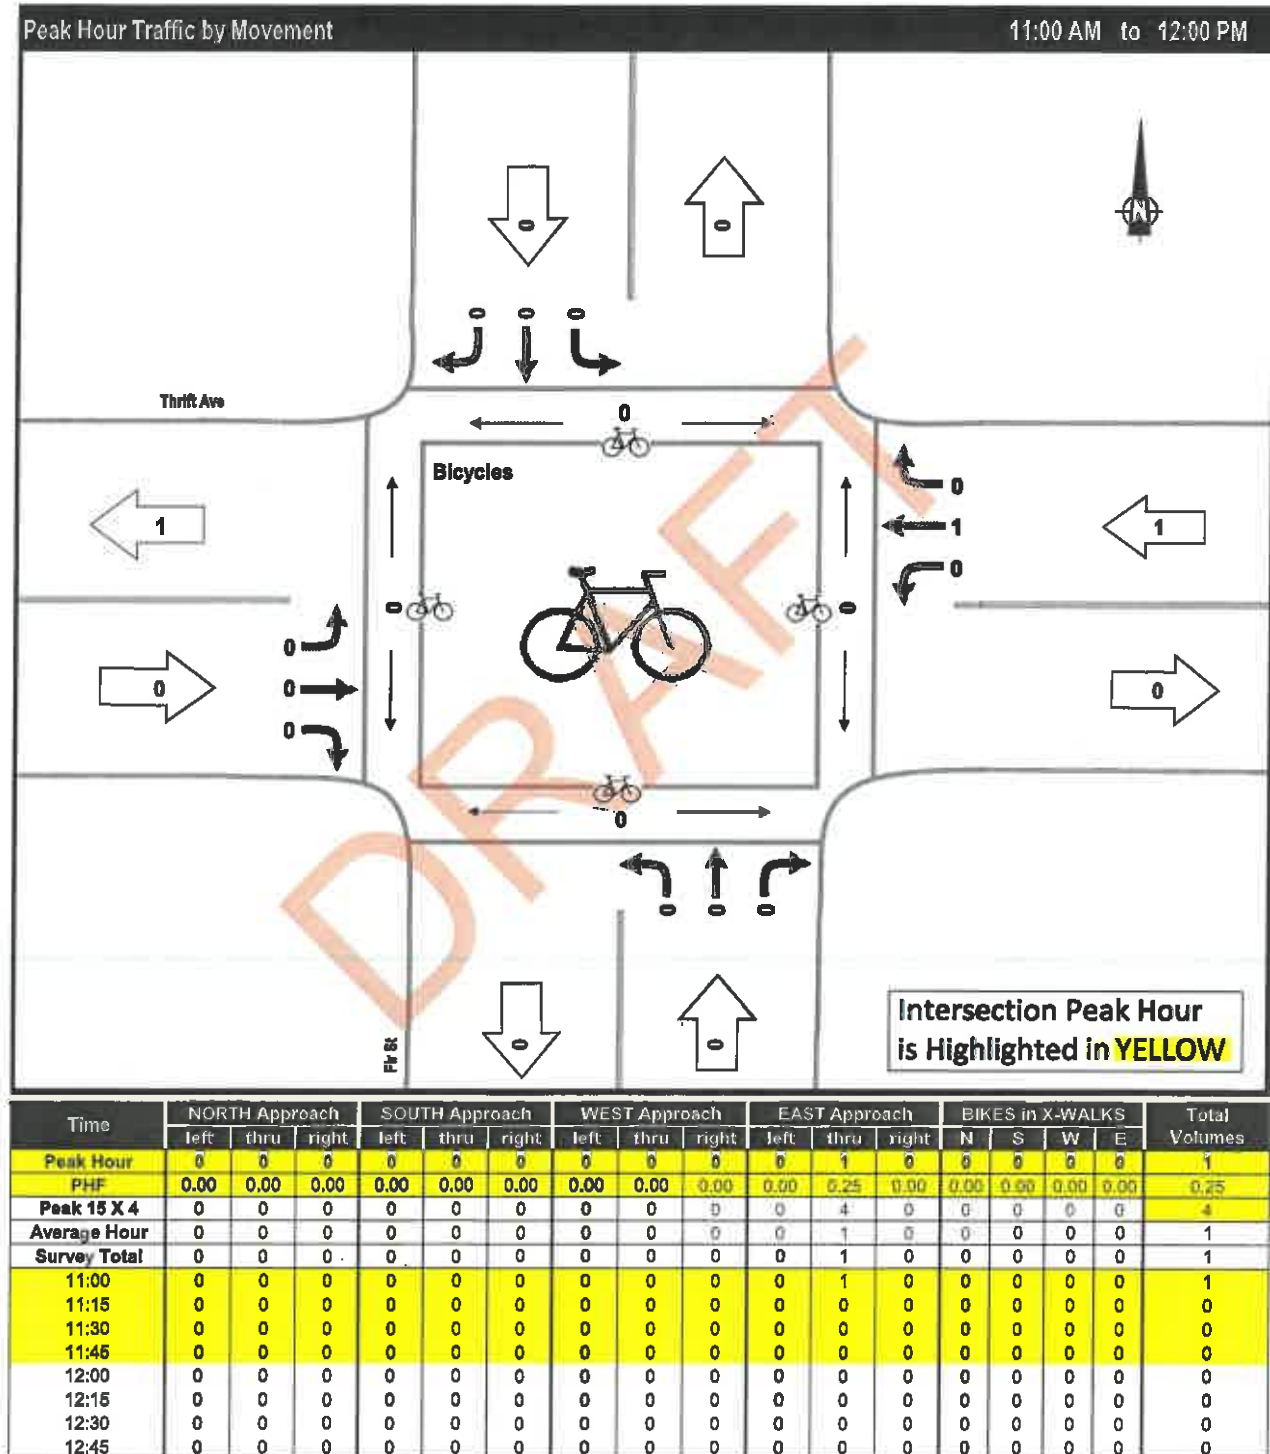 Peak Hour Traffic by Movement 11:00 AM to 12:00 PM
N
0 0
0 0 0
Thrift Ave
0
Bicycles
0
1 1 1
0
0 0
0
0 0 0
0
0
0 0 0
DRAFT
Fir St
0 0
Intersection Peak Hour
is Highlighted in YELLOW
Time NORTH Approach SOUTH Approach WEST Approach EAST Approach BIKES in X-WALKS Total Volumes
left thru right left thru right left thru right left thru right N S W E
Peak Hour 0 0 0 0 0 0 0 0 0 0 1 0 0 0 0 0 1
PHF 0.00 0.00 0.00 0.00 0.00 0.00 0.00 0.00 0.00 0.00 0.25 0.00 0.00 0.00 0.00 0.00 0.25
Peak 15 X 4 0 0 0 0 0 0 0 0 0 0 4 0 0 0 0 0 4
Average Hour 0 0 0 0 0 0 0 0 0 0 1 0 0 0 0 0 1
Survey Total 0 0 0 0 0 0 0 0 0 0 1 0 0 0 0 0 1
11:00 0 0 0 0 0 0 0 0 0 0 1 0 0 0 0 0 1
11:15 0 0 0 0 0 0 0 0 0 0 0 0 0 0 0 0 0
11:30 0 0 0 0 0 0 0 0 0 0 0 0 0 0 0 0 0
11:45 0 0 0 0 0 0 0 0 0 0 0 0 0 0 0 0 0
12:00 0 0 0 0 0 0 0 0 0 0 0 0 0 0 0 0 0
12:15 0 0 0 0 0 0 0 0 0 0 0 0 0 0 0 0 0
12:30 0 0 0 0 0 0 0 0 0 0 0 0 0 0 0 0 0
12:45 0 0 0 0 0 0 0 0 0 0 0 0 0 0 0 0 0